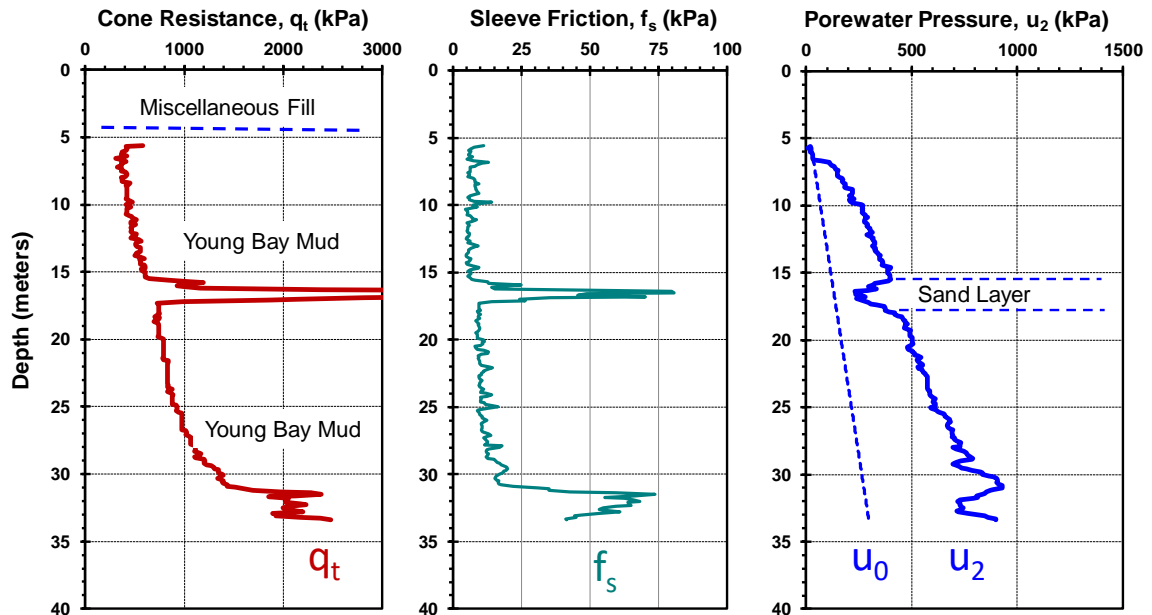 Cone Resistance, qt (kPa)
0 1000 2000 3000
Depth (meters)
0
5
10
15
20
25
30
35
40
Miscellaneous Fill
Young Bay Mud
Young Bay Mud
qt
Sleeve Friction, fs (kPa)
0 25 50 75 100
0
5
10
15
20
25
30
35
40
fs
Porewater Pressure, u2 (kPa)
0 500 1000 1500
0
5
10
15
20
25
30
35
40
Sand Layer
u0 u2